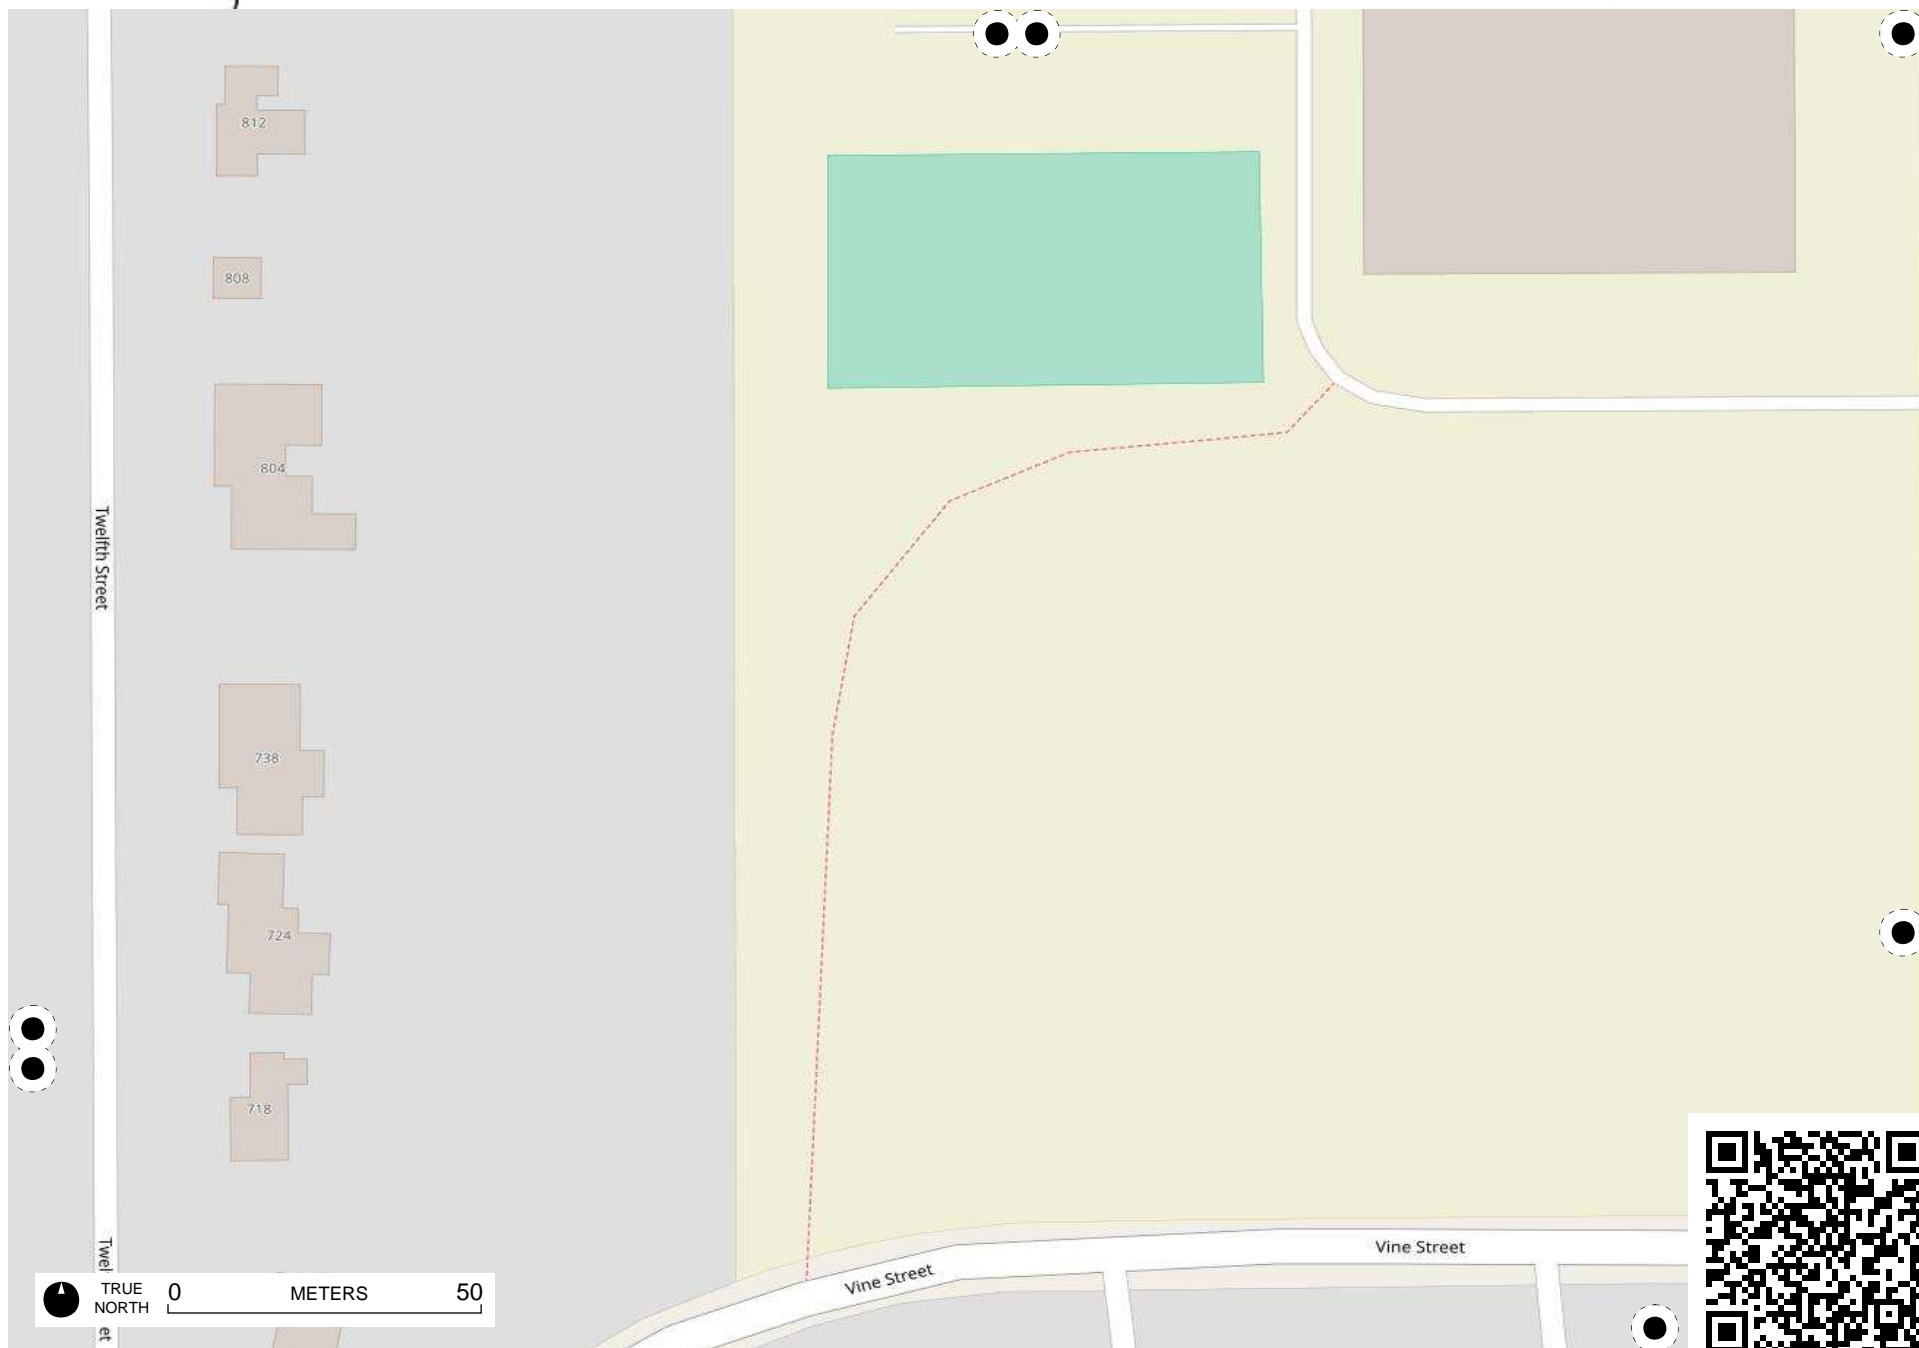 812
808
804
Twelfth Street
738
724
718
Vine Street
Vine Street
TRUE
NORTH
0 METERS 50